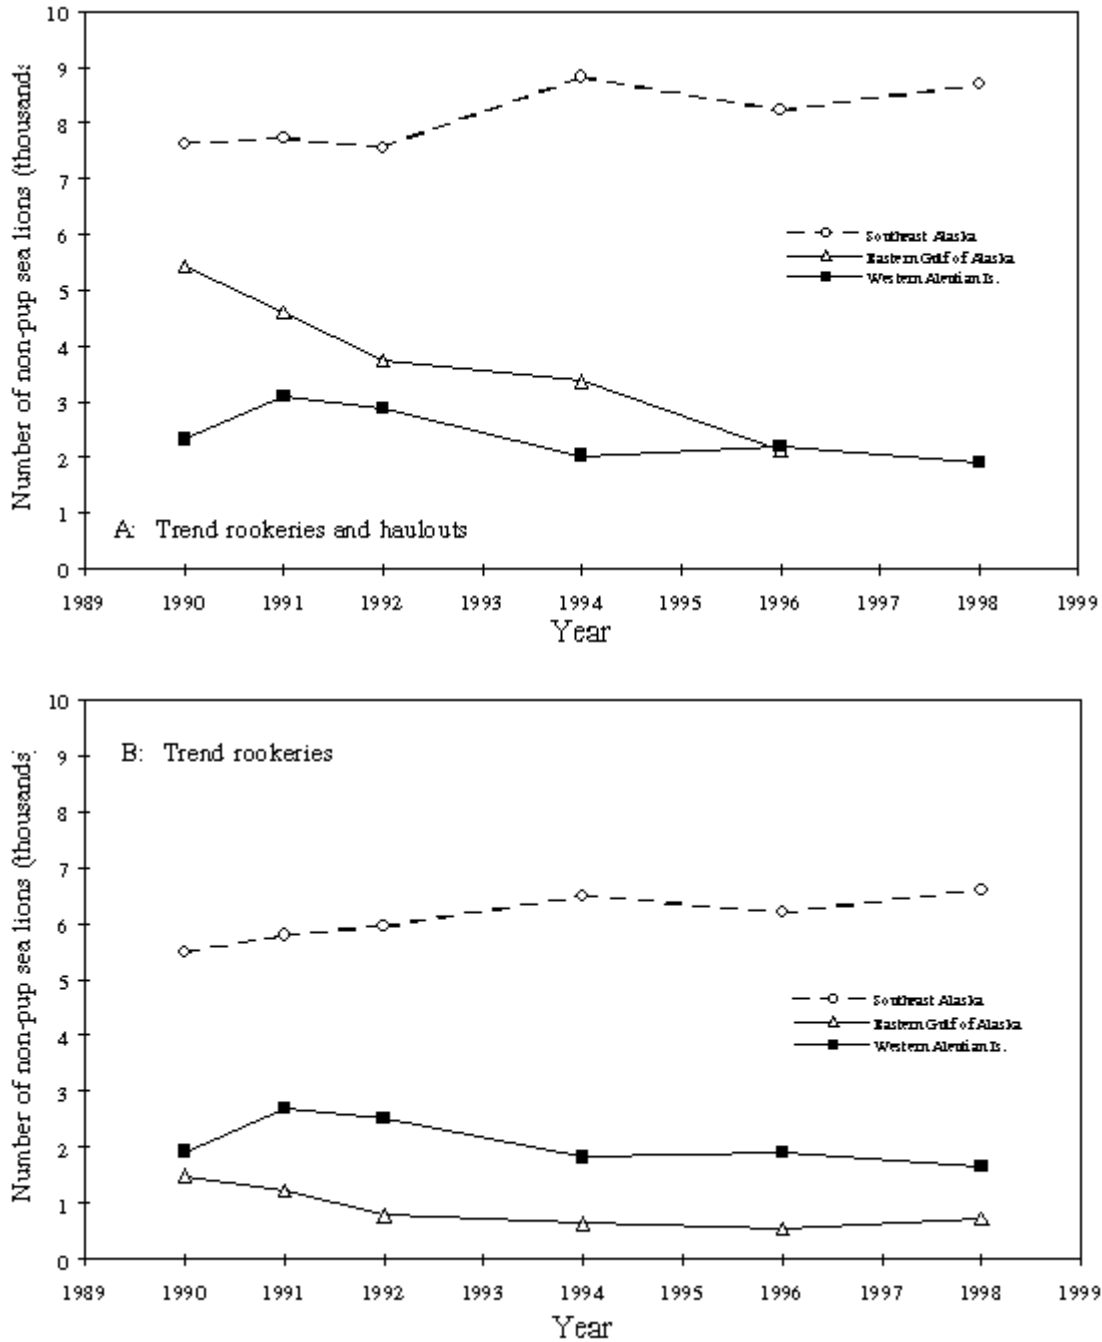 10
9
8
7
6
5
4
3
2
1
0
Number of non-pup sea lions (thousands
Southeast Alaska
Eastern Gulf of Alaska
Western Aleutian Is.
A: Trend rookeries and haulouts
1989 1990 1991 1992 1993 1994 1995 1996 1997 1998 1999
Year
10
9
8
7
6
5
4
3
2
1
0
Number of non-pup sea lions (thousands
B: Trend rookeries
Southeast Alaska
Eastern Gulf of Alaska
Western Aleutian Is.
1989 1990 1991 1992 1993 1994 1995 1996 1997 1998 1999
Year